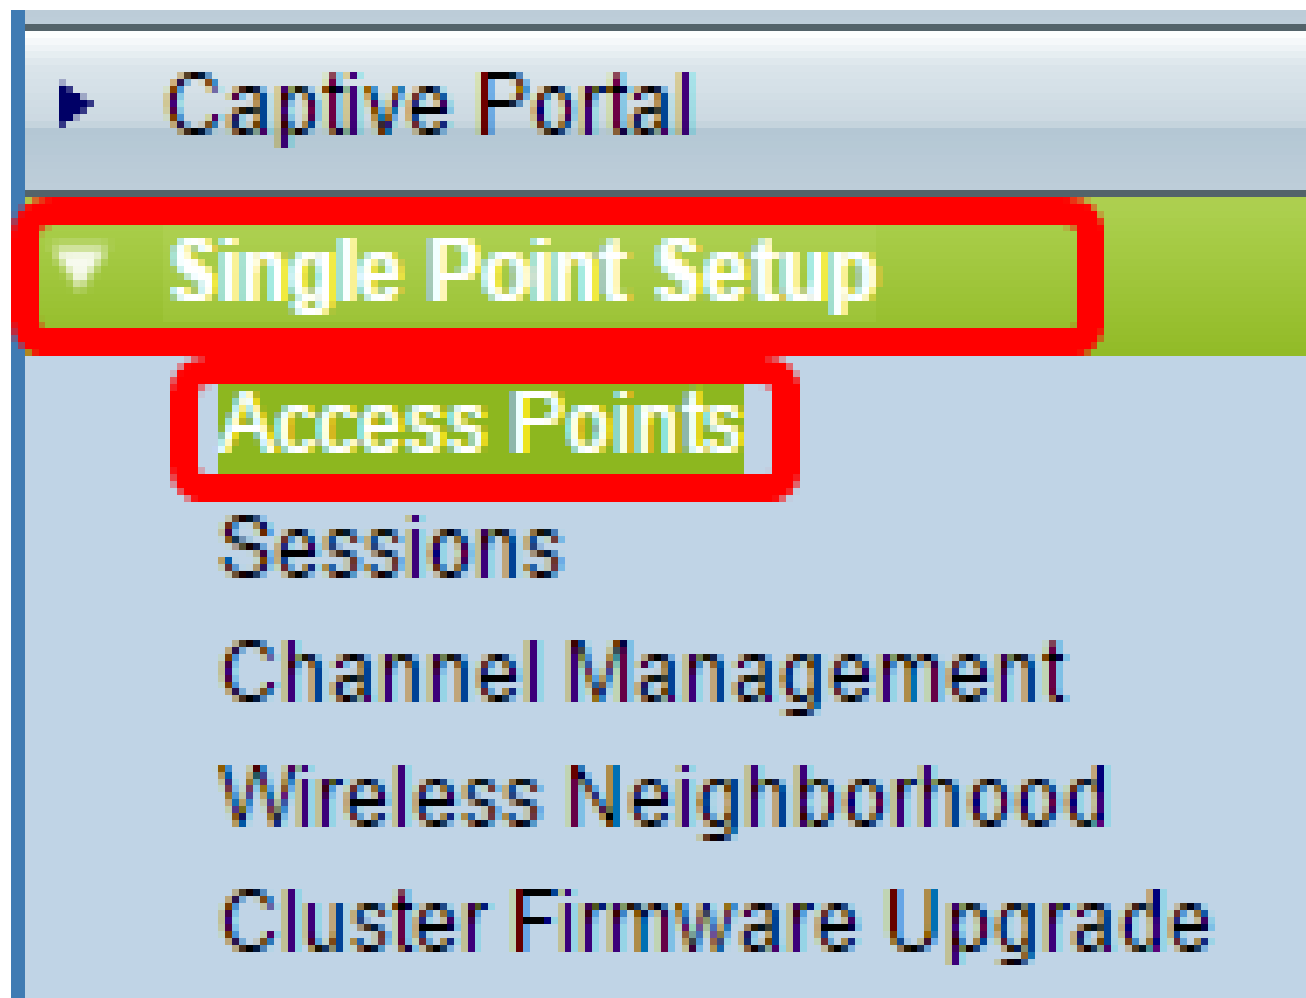 Captive Portal
Single Point Setup
Access Points
Sessions
Channel Management
Wireless Neighborhood
Cluster Firmware Upgrade